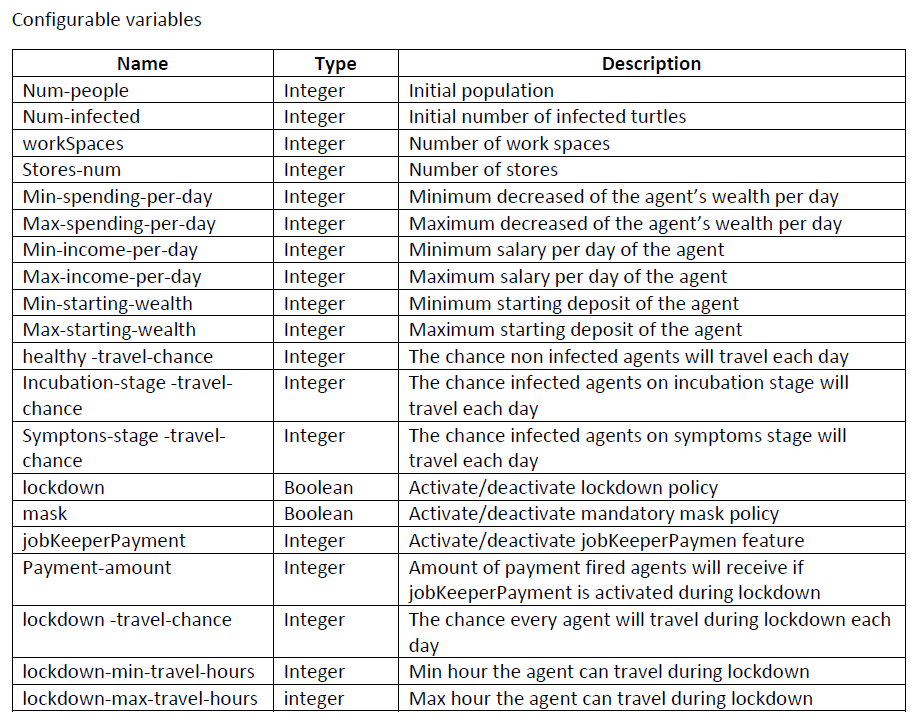 Configurable variables
Name Type Description
Num-people Integer Initial population
Num-infected Integer Initial number of infected turtles
workSpaces Integer Number of work spaces
Stores-num Integer Number of stores
Min-spending-per-day Integer Minimum decreased of the agent’s wealth per day
Max-spending-per-day Integer Maximum decreased of the agent’s wealth per day
Min-income-per-day Integer Minimum salary per day of the agent
Max-income-per-day Integer Maximum salary per day of the agent
Min-starting-wealth Integer Minimum starting deposit of the agent
Max-starting-wealth Integer Maximum starting deposit of the agent
healthy -travel-chance Integer The chance non infected agents will travel each day
Incubation-stage -travel- Integer The chance infected agents on incubation stage will
chance travel each day
Symptons-stage -travel- Integer The chance infected agents on symptoms stage will
chance travel each day
lockdown Boolean Activate/deactivate lockdown policy
mask Boolean Activate/deactivate mandatory mask policy
jobKeeperPayment Integer Activate/deactivate jobKeeperPaymen feature
Payment-amount Integer Amount of payment fired agents will receive if
jobKeeperPayment is activated during lockdown
lockdown -travel-chance Integer The chance every agent will travel during lockdown each
day
lockdown-min-travel-hours Integer Min hour the agent can travel during lockdown
lockdown-max-travel-hours integer Max hour the agent can travel during lockdown